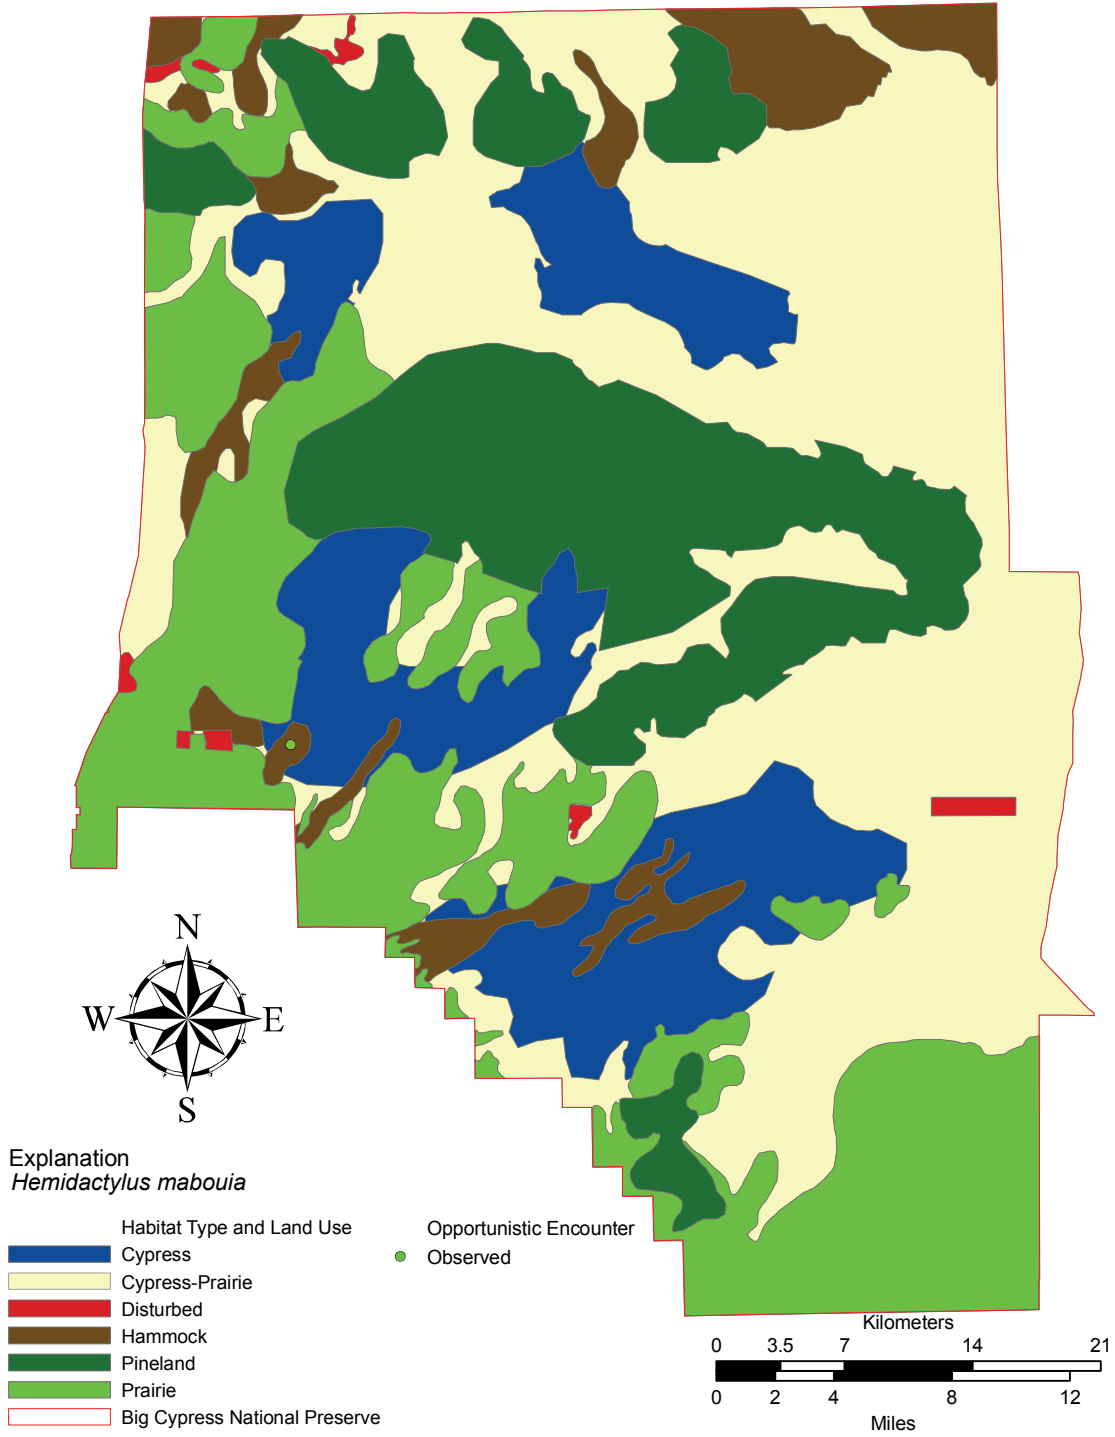 N
W E
S
Explanation
Hemidactylus mabouia
Habitat Type and Land Use
Cypress
Cypress-Prairie
Disturbed
Hammock
Pineland
Prairie
Big Cypress National Preserve
Opportunistic Encounter
Observed
Kilometers
0 3.5 7 14 21
0 2 4 8 12
Miles